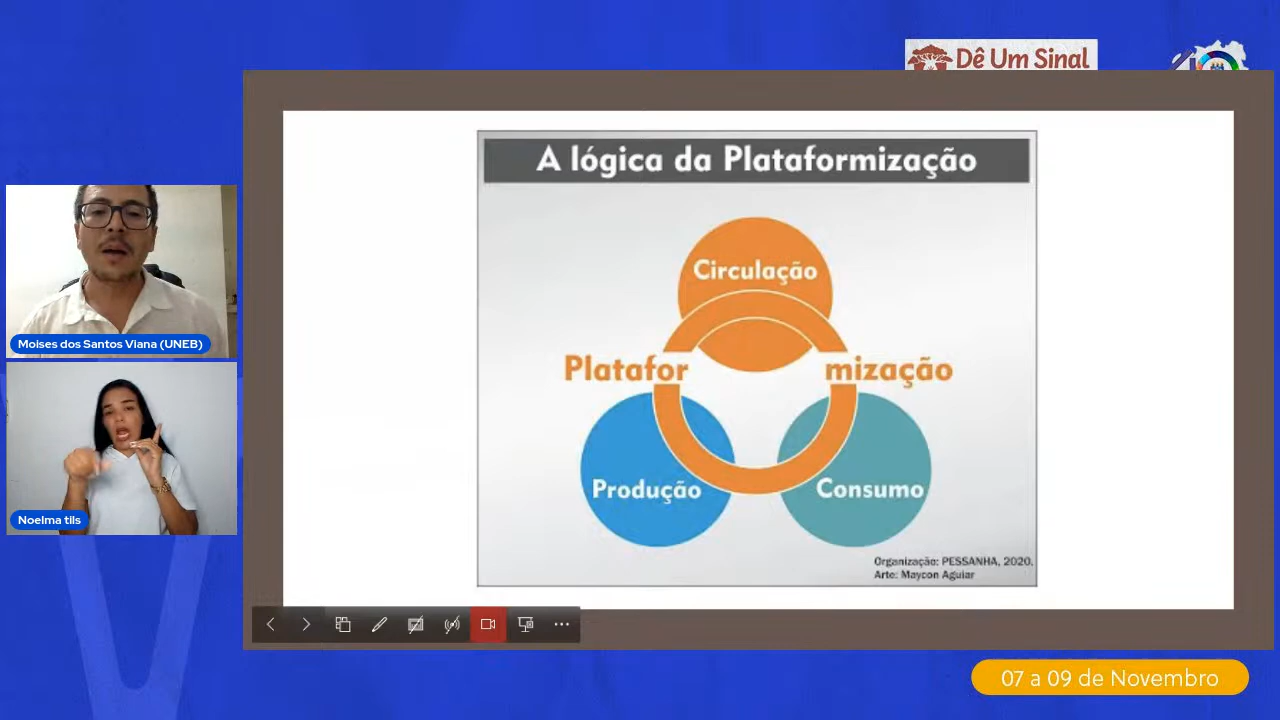 Dê Um Sinal
A lógica da Plataformização
Circulação
Platafor mização
Produção
Consumo
Organização: PESSANHA, 2020.
Arte: Maycon Aguiar
Moises dos Santos Viana (UNEB)
Noelma tils
07 a 09 de Novembro